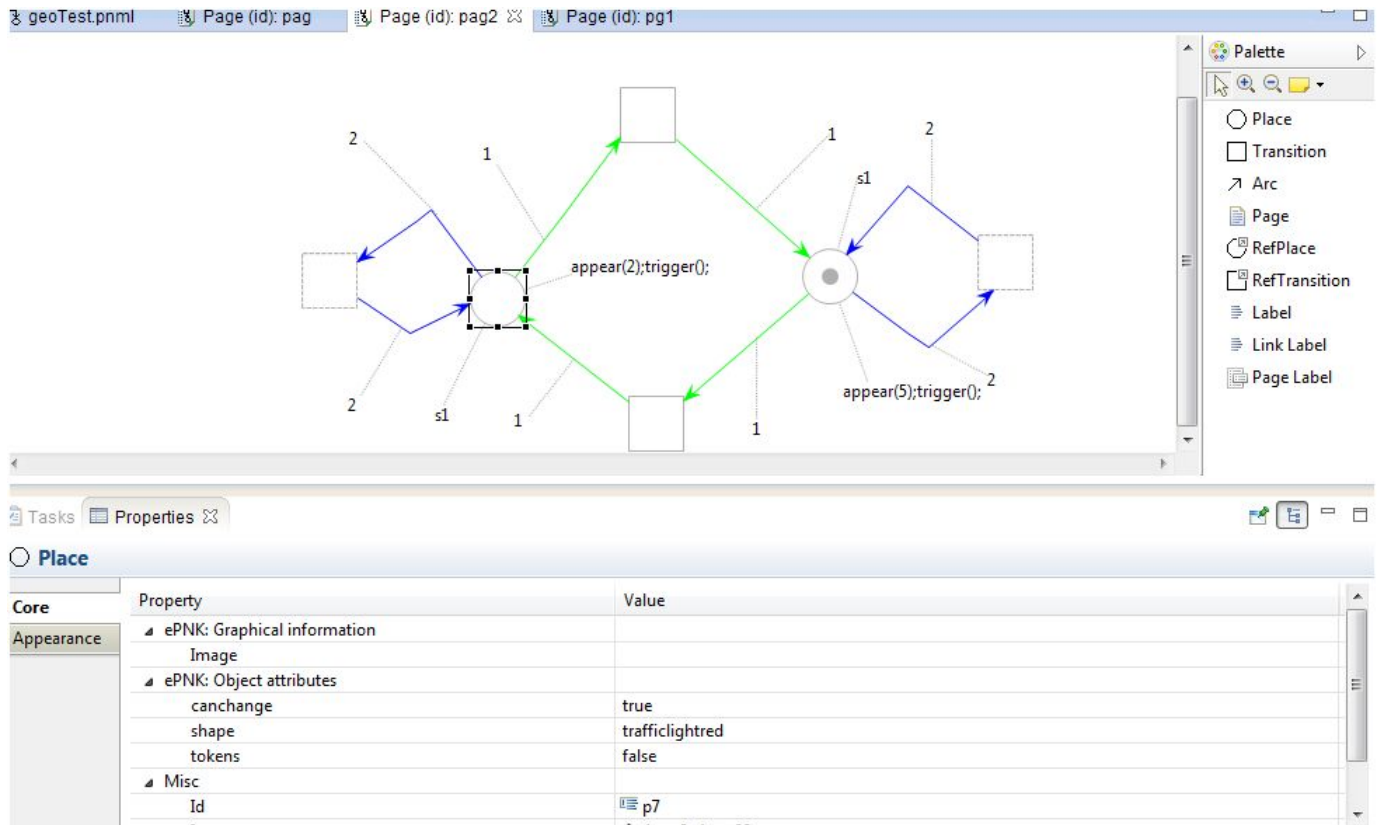 geoTest.pnml Page (id): pag Page (id): pag2 Page (id): pg1
Palette
Place
Transition
Arc
Page
RefPlace
RefTransition
Label
Link Label
Page Label
2 1 1 2
s1
appear(2);trigger();
appear(5);trigger(); 2
2 s1 1 1
Tasks Properties
Place
Core
Appearance
Property Value
ePNK: Graphical information
Image
ePNK: Object attributes
canchange true
shape trafficlightred
tokens false
Misc
Id p7